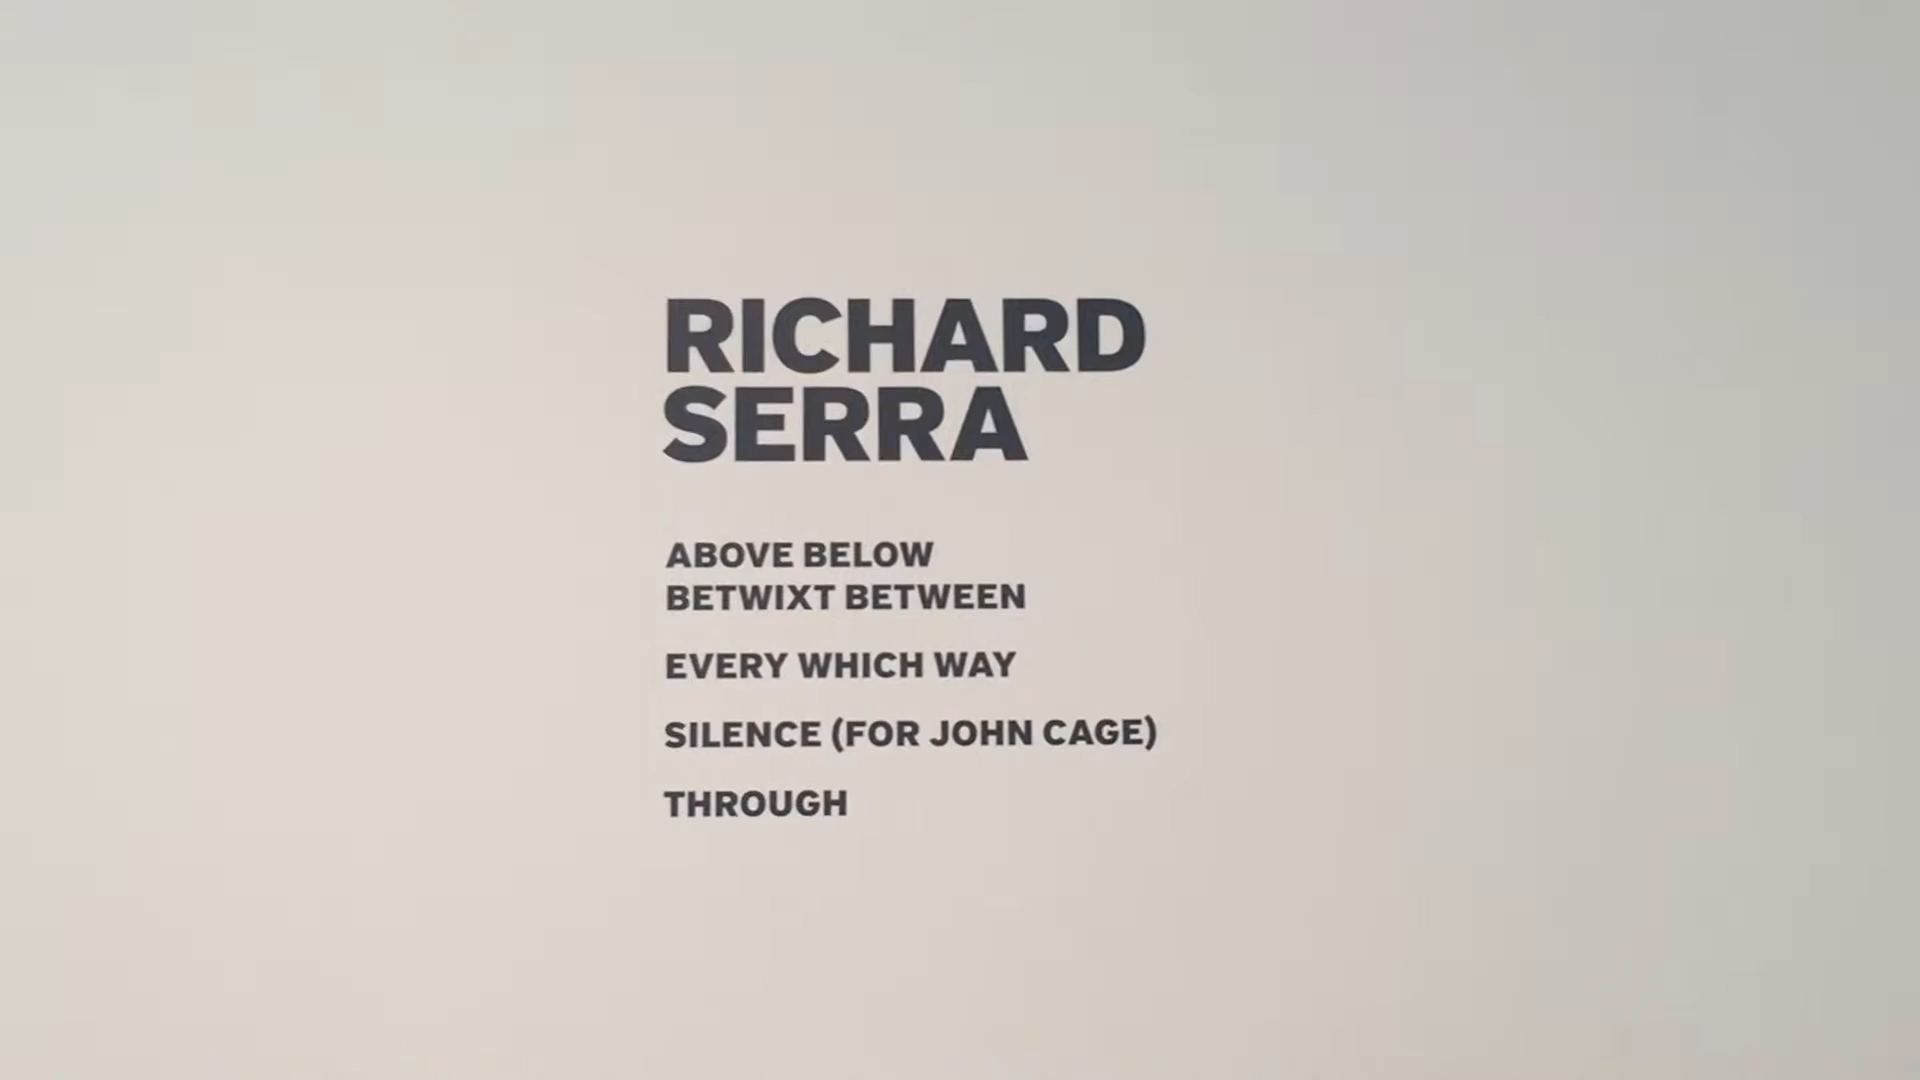 RICHARD
SERRA
ABOVE BELOW
BETWIXT BETWEEN
EVERY WHICH WAY
SILENCE (FOR JOHN CAGE)
THROUGH